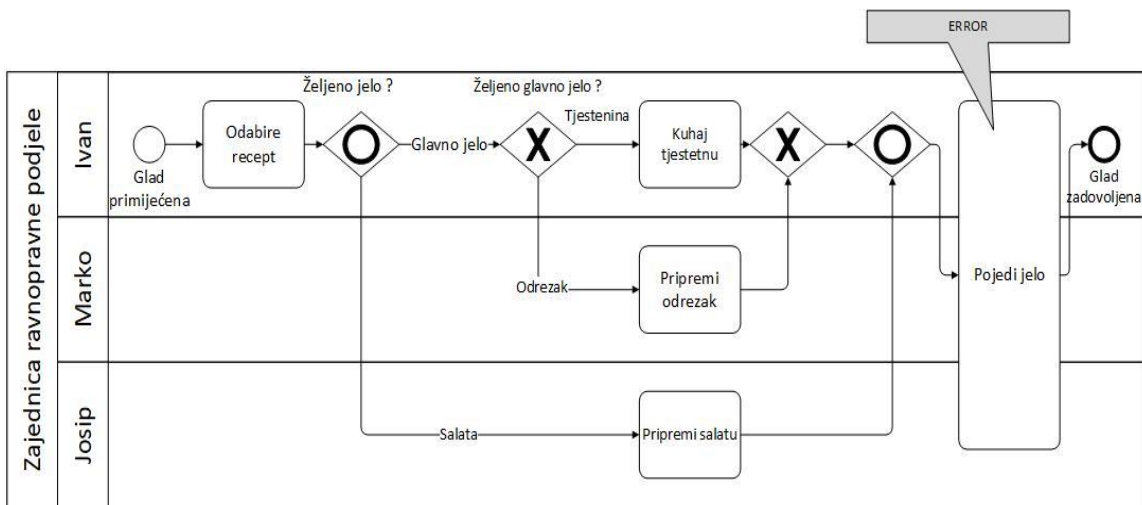 ERROR
Zajednica ravnopravne podjele
Ivan
Željeno jelo ?
Željeno glavno jelo ?
Glad
primijećena
Odabire
recept
Glavno jelo
Tjestenina
Kuhaj
tjestetnu
Glad
zadovoljena
Marko
Odrezak
Pripremi
odrezak
Pojedi jelo
Josip
Salata
Pripremi salatu